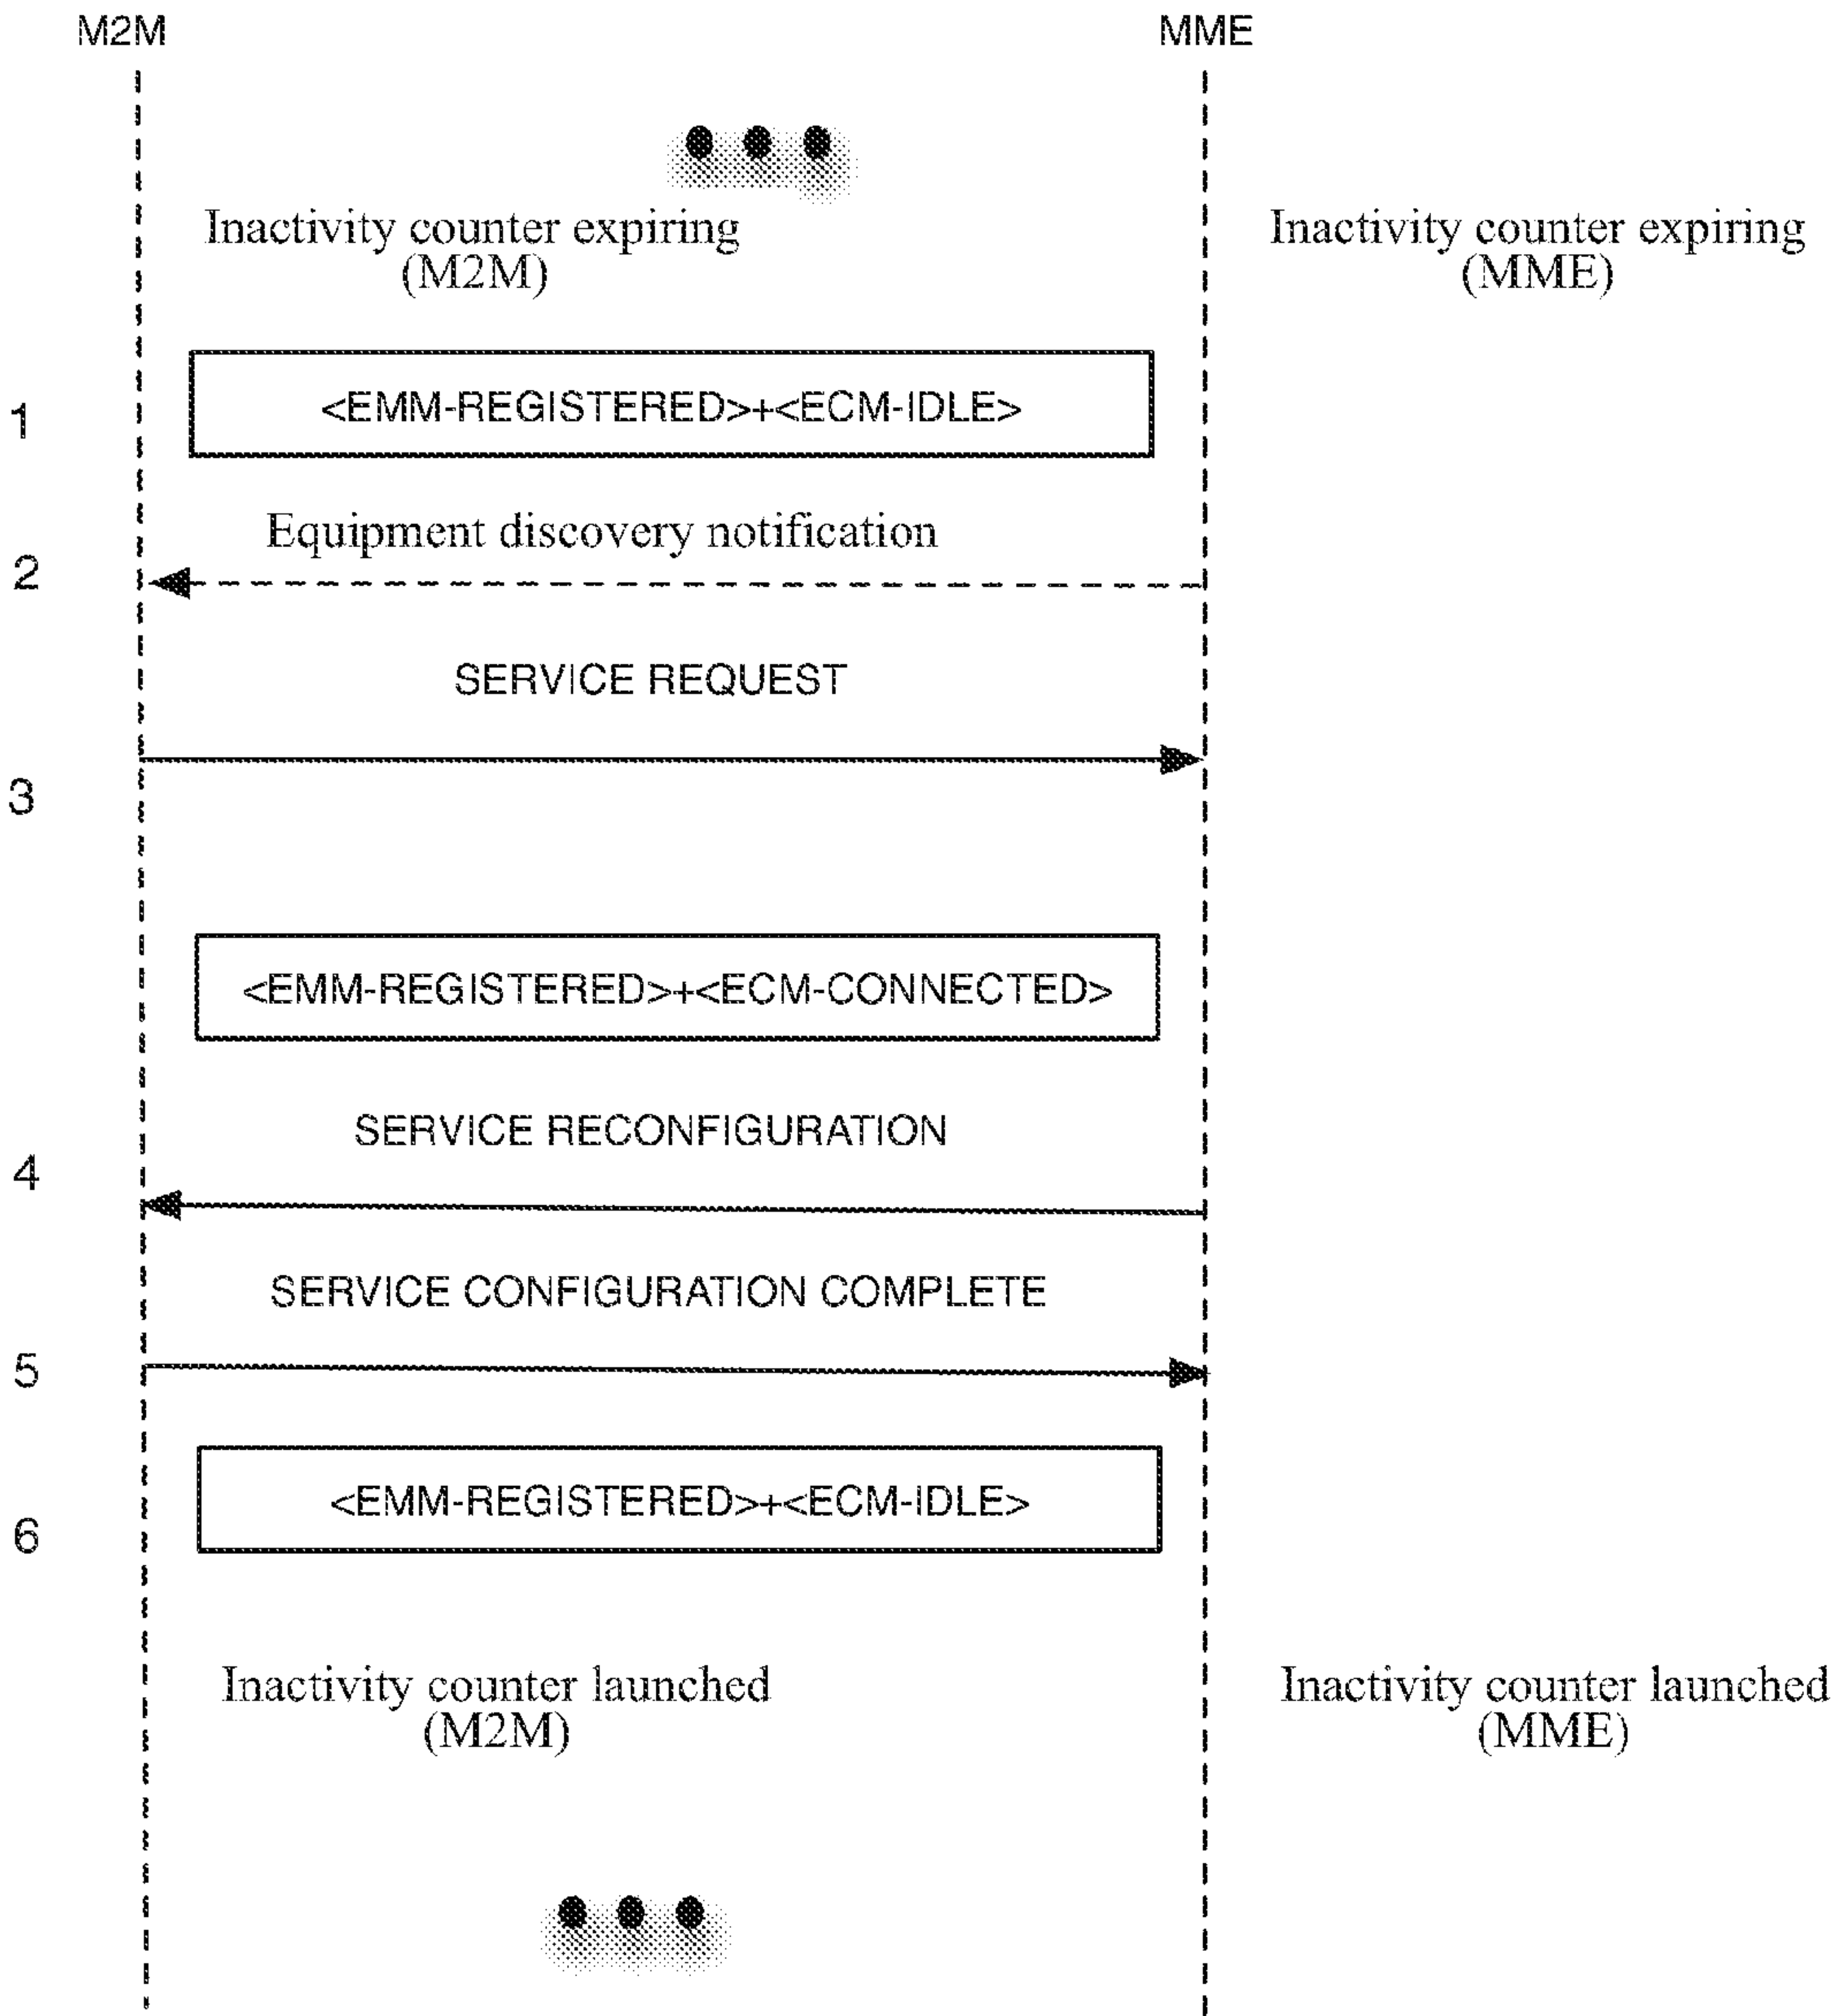 M2M
MME
Inactivity counter expiring
(M2M)
Inactivity counter expiring
(MME)
1
<EMM-REGISTERED>+<ECM-IDLE>
Equipment discovery notification
2
SERVICE REQUEST
3
<EMM-REGISTERED>+<ECM-CONNECTED>
SERVICE RECONFIGURATION
4
SERVICE CONFIGURATION COMPLETE
5
<EMM-REGISTERED>+<ECM-IDLE>
6
Inactivity counter launched
(M2M)
Inactivity counter launched
(MME)